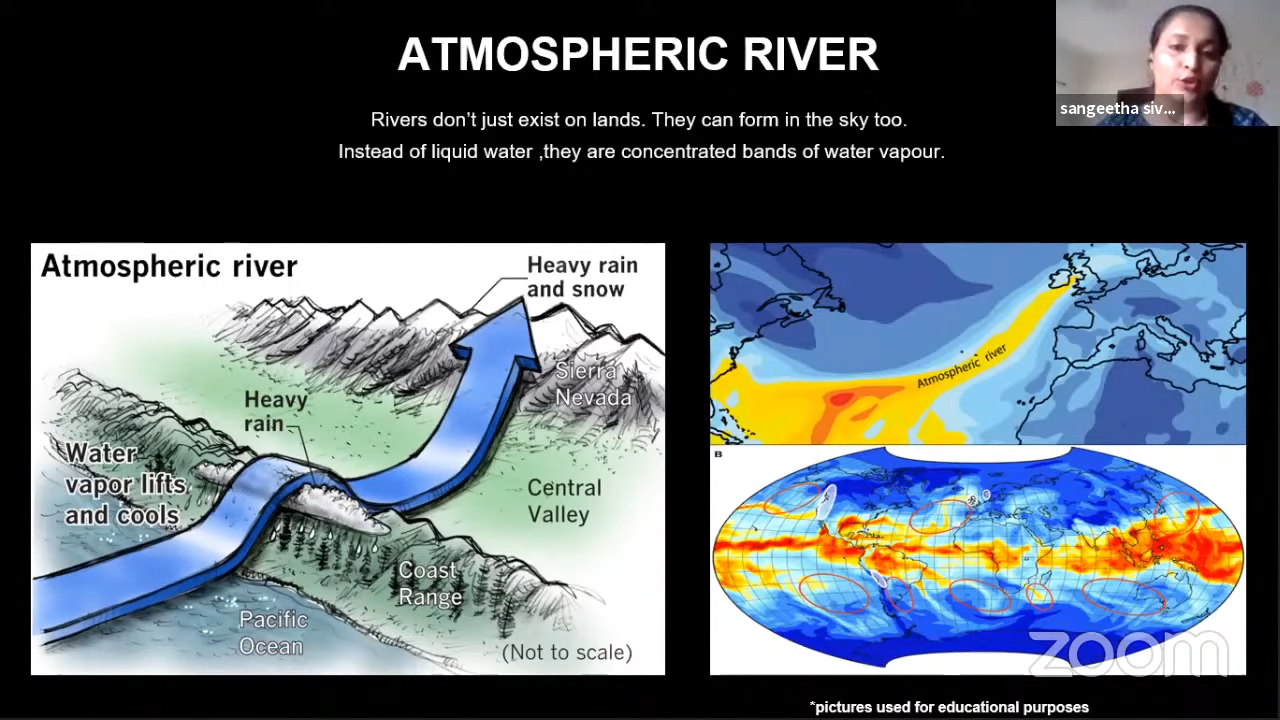 ATMOSPHERIC RIVER
sangeetha siv...
Rivers don't just exist on lands. They can form in the sky too.
Instead of liquid water ,they are concentrated bands of water vapour.
Atmospheric river
Heavy rain
and snow
Sierra
Nevada
Heavy
rain
Water
vapor lifts
and cools
Central
Valley
Coast
Range
Pacific
Ocean
(Not to scale)
Atmospheric river
B
zoom
*pictures used for educational purposes